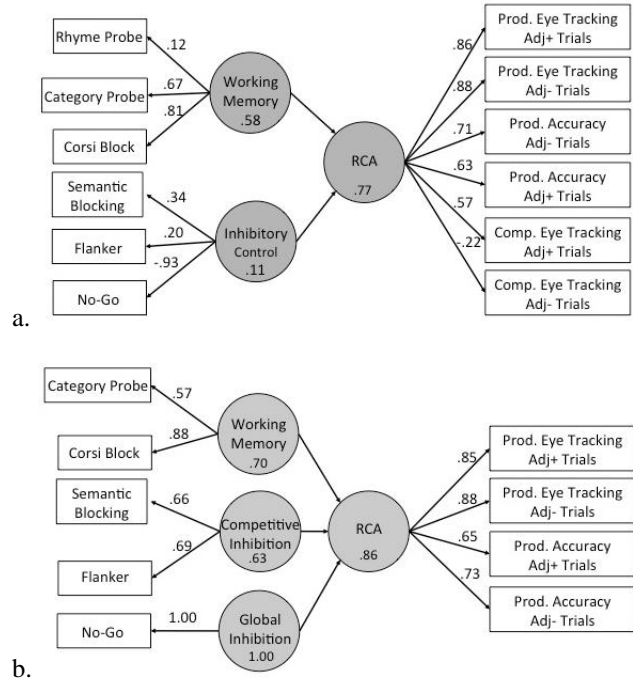 Rhyme Probe
Category Probe
Corsi Block
Semantic
Blocking
Flanker
No-Go
.12
.67
.81
.34
.20
-.93
Working
Memory
.58
Inhibitory
Control
.11
RCA
.77
.86
.88
.71
.63
.57
-.22
Prod. Eye Tracking
Adj+ Trials
Prod. Eye Tracking
Adj- Trials
Prod. Accuracy
Adj- Trials
Prod. Accuracy
Adj+ Trials
Comp. Eye Tracking
Adj+ Trials
Comp. Eye Tracking
Adj- Trials
a.
Category Probe
Corsi Block
Semantic
Blocking
Flanker
No-Go
.57
.88
.66
.69
1.00
Working
Memory
.70
Competitive
Inhibition
.63
Global
Inhibition
1.00
RCA
.86
.85
.88
.65
.73
Prod. Eye Tracking
Adj+ Trials
Prod. Eye Tracking
Adj- Trials
Prod. Accuracy
Adj+ Trials
Prod. Accuracy
Adj- Trials
b.